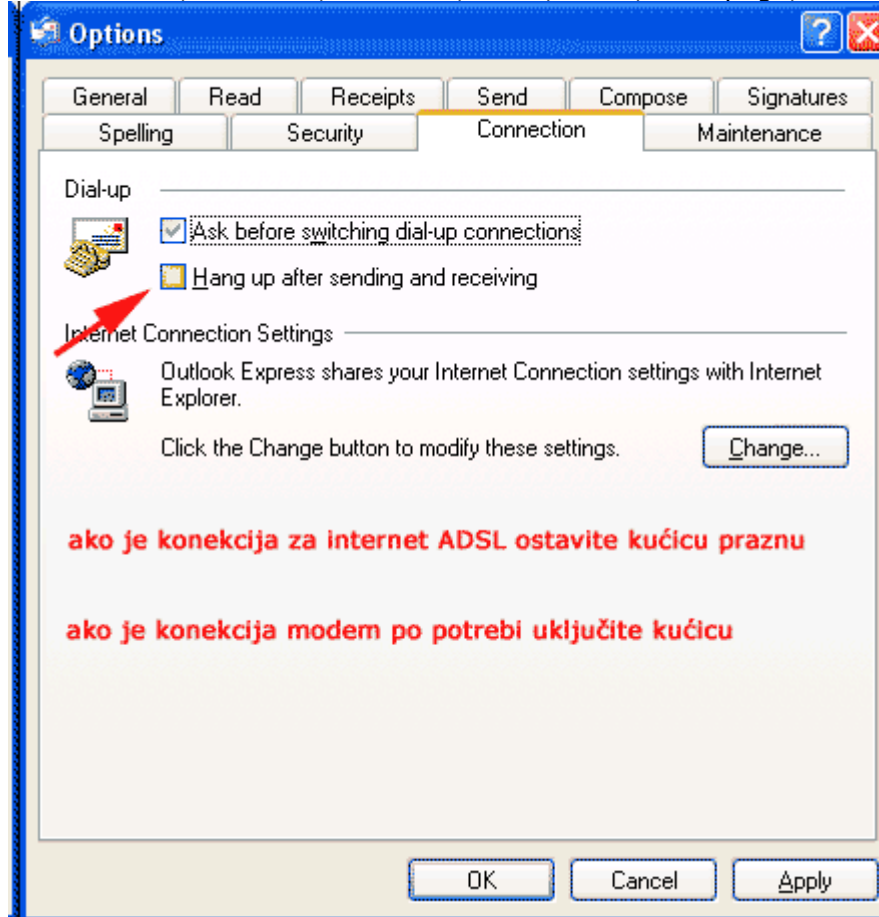 Options
General Read Receipts Send Compose Signatures
Spelling Security Connection Maintenance
Dial-up
Ask before switching dial-up connections
Hang up after sending and receiving
Internet Connection Settings
Outlook Express shares your Internet Connection settings with Internet
Explorer.
Click the Change button to modify these settings. Change...
ako je konekcija za internet ADSL ostavite kućicu praznu
ako je konekcija modem po potrebi uključite kućicu
OK Cancel Apply